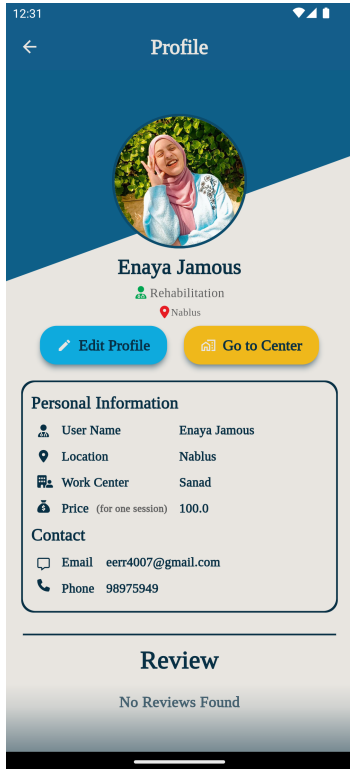 12:31
Profile
Enaya Jamous
Rehabilitation
Nablus
Edit Profile Go to Center
Personal Information
User Name Enaya Jamous
Location Nablus
Work Center Sanad
Price (for one session) 100.0
Contact
Email eerr4007@gmail.com
Phone 98975949
Review
No Reviews Found